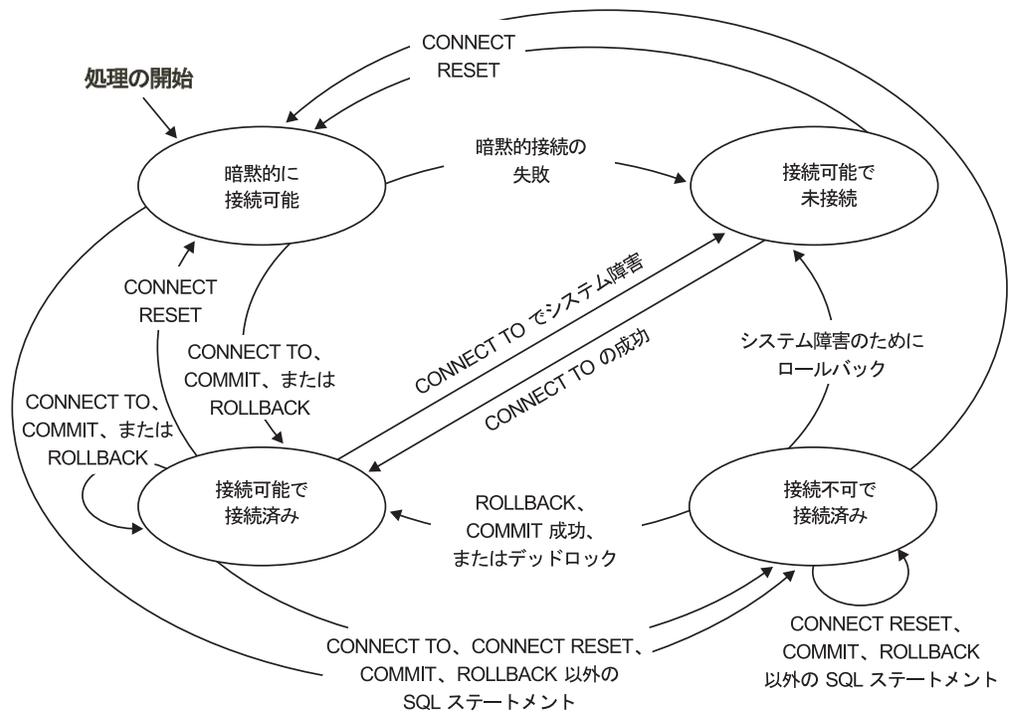 CONNECT
RESET
処理の開始
暗黙的に
接続可能
暗黙的接続の
失敗
接続可能で
未接続
CONNECT
RESET
CONNECT TO、
COMMIT、または
ROLLBACK
CONNECT TO でシステム障害
CONNECT TO の成功
システム障害のために
ロールバック
CONNECT TO、
COMMIT、または
ROLLBACK
接続可能で
接続済み
ROLLBACK、
COMMIT 成功、
またはデッドロック
接続不可で
接続済み
CONNECT TO、CONNECT RESET、
COMMIT、ROLLBACK 以外の
SQL ステートメント
CONNECT RESET、
COMMIT、ROLLBACK
以外の SQL ステートメント